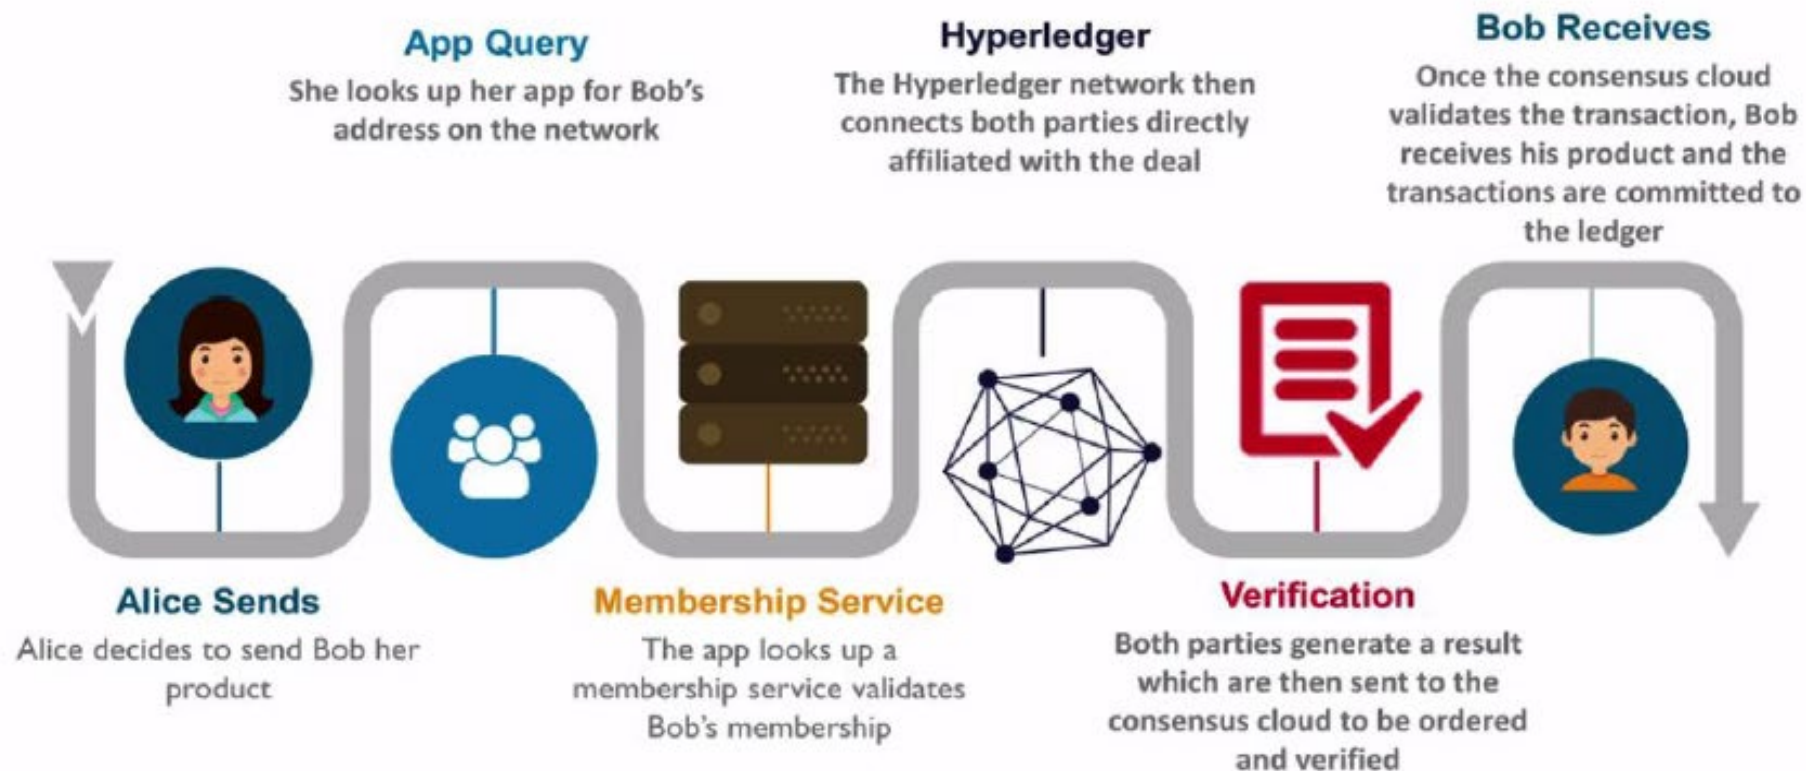 Alice Sends
Alice decides to send Bob her
product
App Query
She looks up her app for Bob's
address on the network
Membership Service
The app looks up a
membership service validates
Bob's membership
Hyperledger
The Hyperledger network then
connects both parties directly
affiliated with the deal
Verification
Both parties generate a result
which are then sent to the
consensus cloud to be ordered
and verified
Bob Receives
Once the consensus cloud
validates the transaction, Bob
receives his product and the
transactions are committed to
the ledger